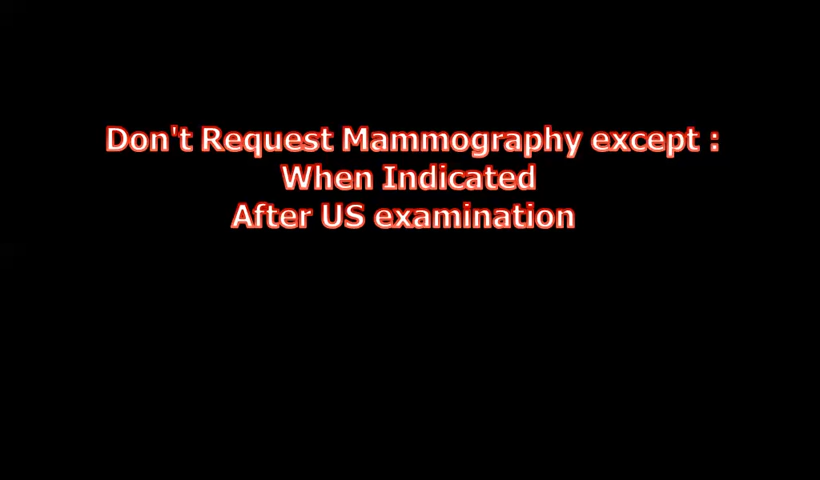 Don't Request Mammography except :
When Indicated
After US examination